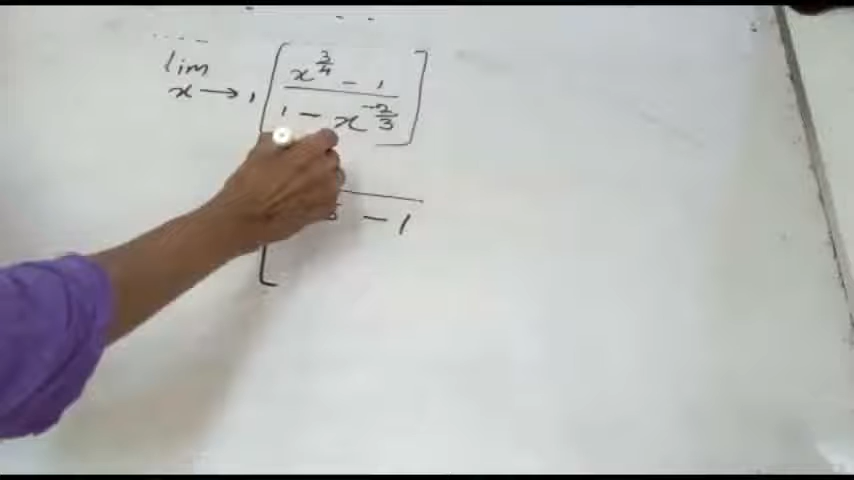 lim x → 1 [ (x^{3/4} - 1) / (1 - x^{-2/3}) ]
- 1